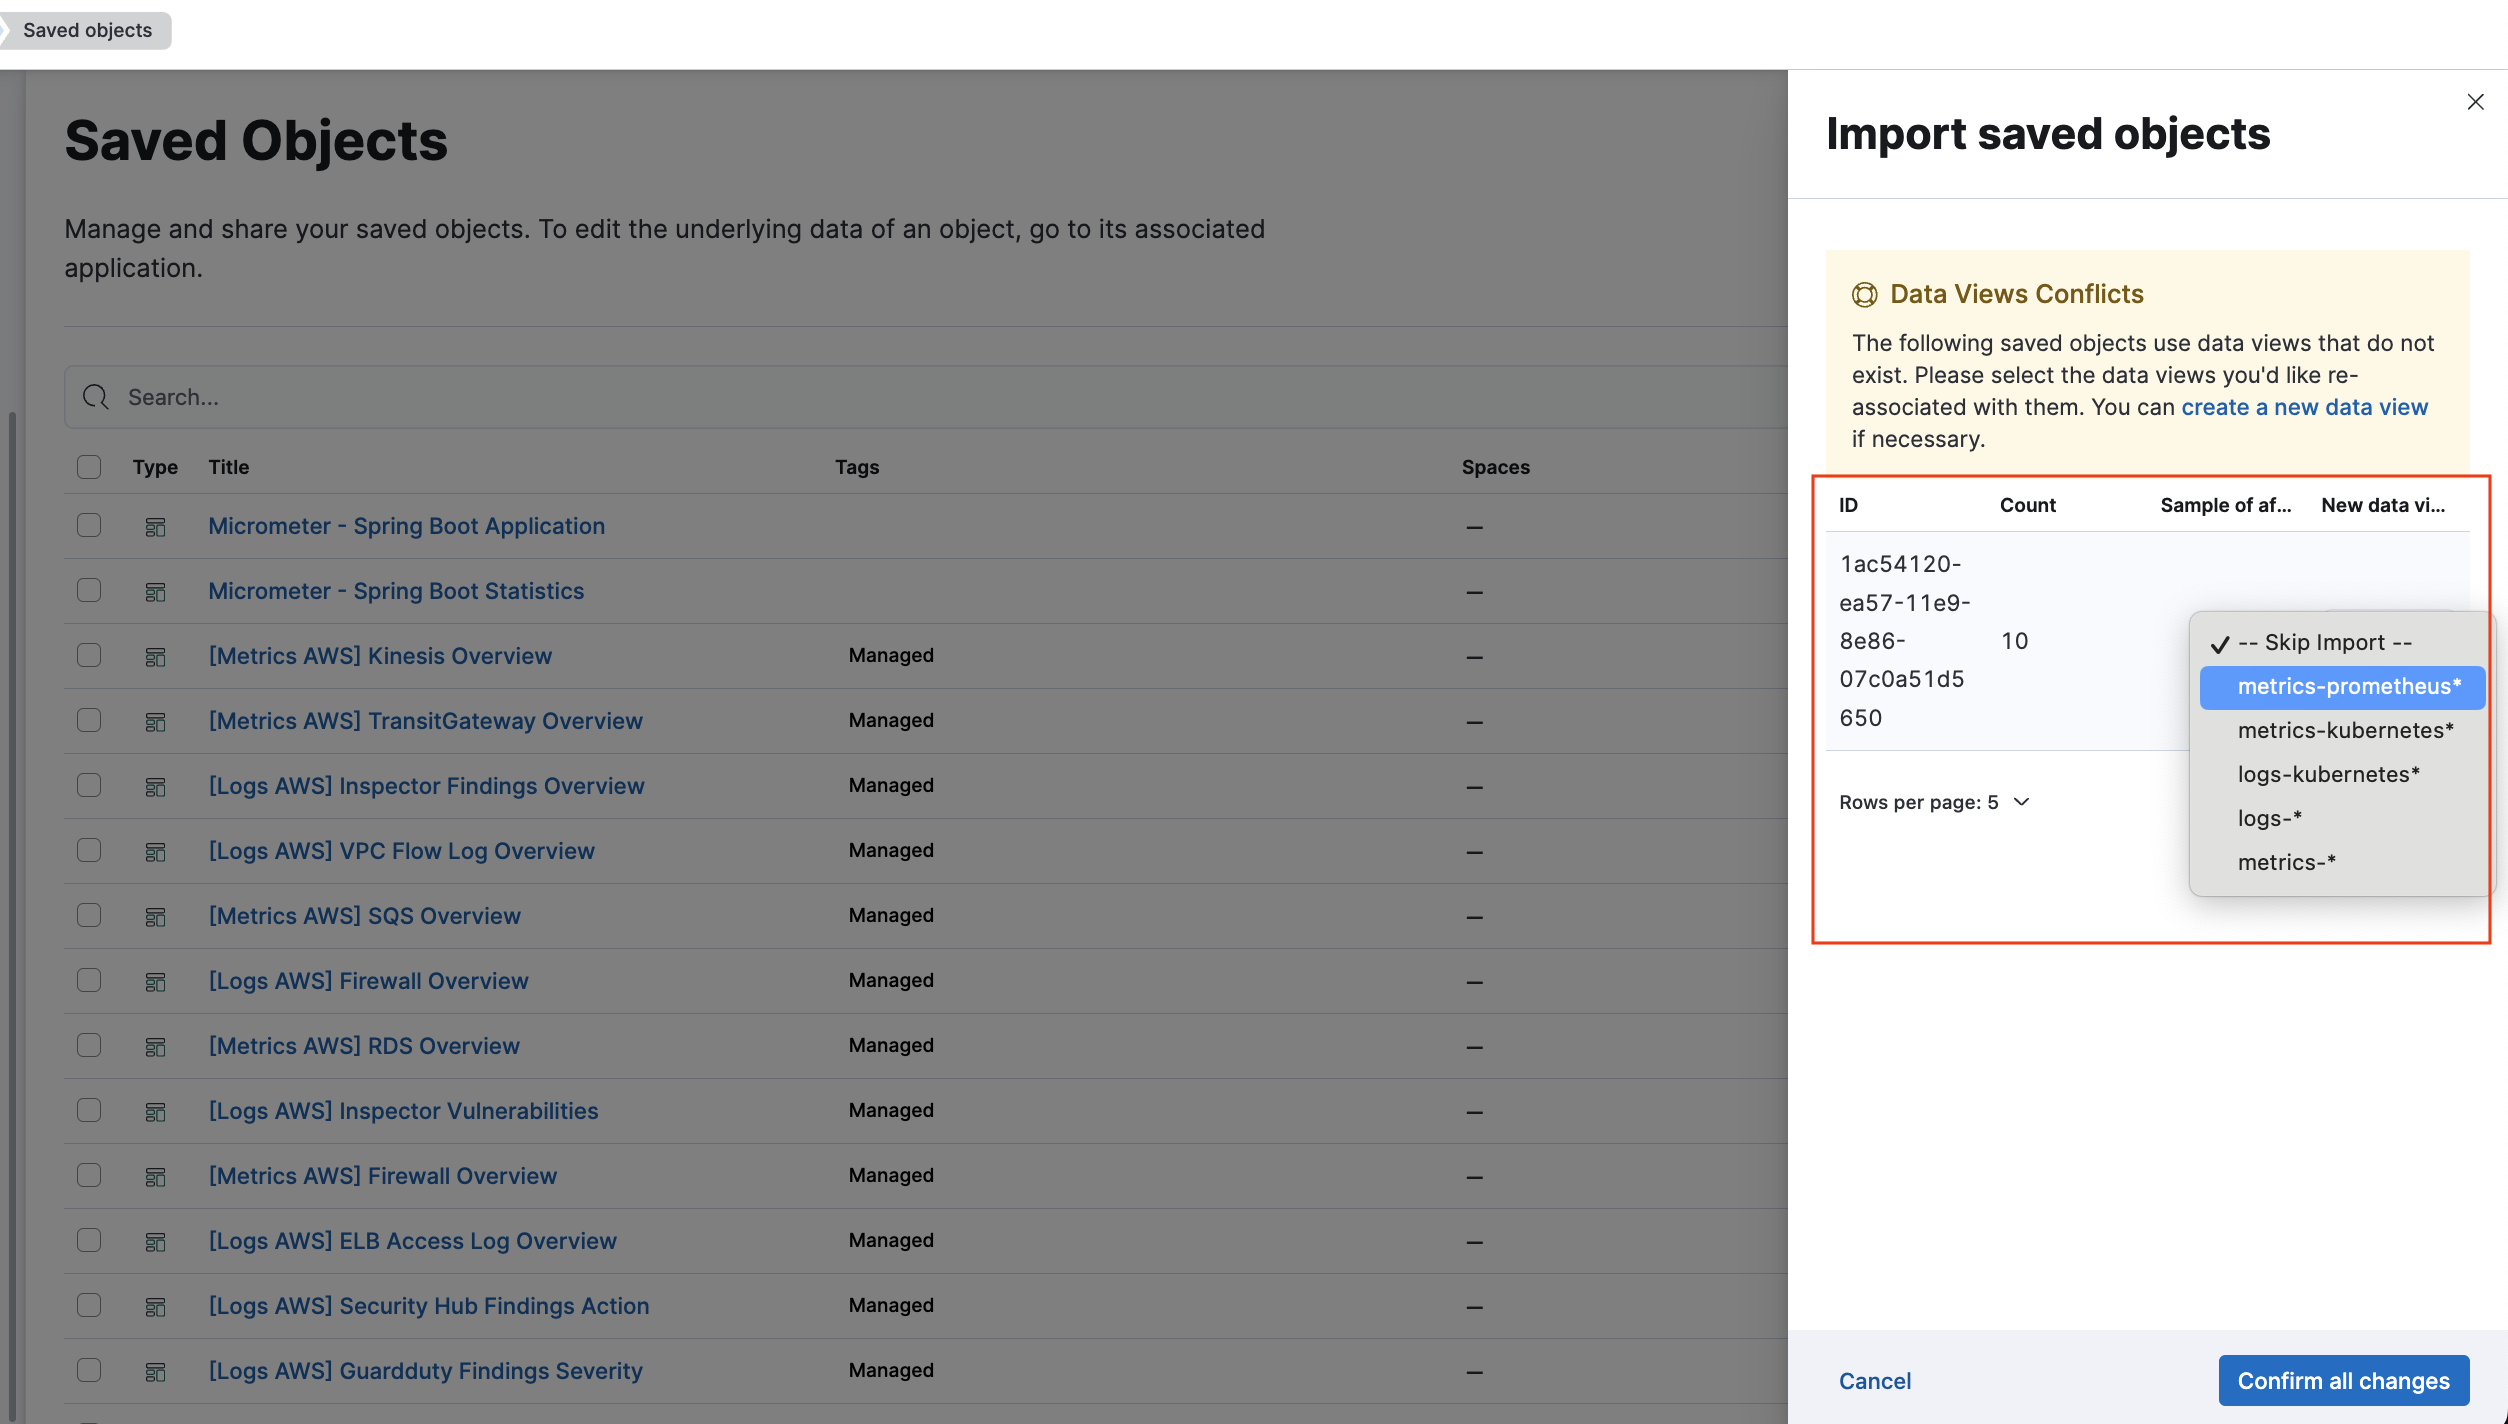 Saved objects
Saved Objects
Manage and share your saved objects. To edit the underlying data of an object, go to its associated
application.
Search...
Type Title Tags Spaces
Micrometer - Spring Boot Application —
Micrometer - Spring Boot Statistics —
[Metrics AWS] Kinesis Overview Managed —
[Metrics AWS] TransitGateway Overview Managed —
[Logs AWS] Inspector Findings Overview Managed —
[Logs AWS] VPC Flow Log Overview Managed —
[Metrics AWS] SQS Overview Managed —
[Logs AWS] Firewall Overview Managed —
[Metrics AWS] RDS Overview Managed —
[Logs AWS] Inspector Vulnerabilities Managed —
[Metrics AWS] Firewall Overview Managed —
[Logs AWS] ELB Access Log Overview Managed —
[Logs AWS] Security Hub Findings Action Managed —
[Logs AWS] Guardduty Findings Severity Managed —
Import saved objects
Data Views Conflicts
The following saved objects use data views that do not
exist. Please select the data views you'd like re-
associated with them. You can create a new data view
if necessary.
ID Count Sample of af... New data vi...
1ac54120-
ea57-11e9-
8e86-
07c0a51d5
650
10
-- Skip Import --
metrics-prometheus*
metrics-kubernetes*
logs-kubernetes*
logs-*
metrics-*
Rows per page: 5
Cancel
Confirm all changes